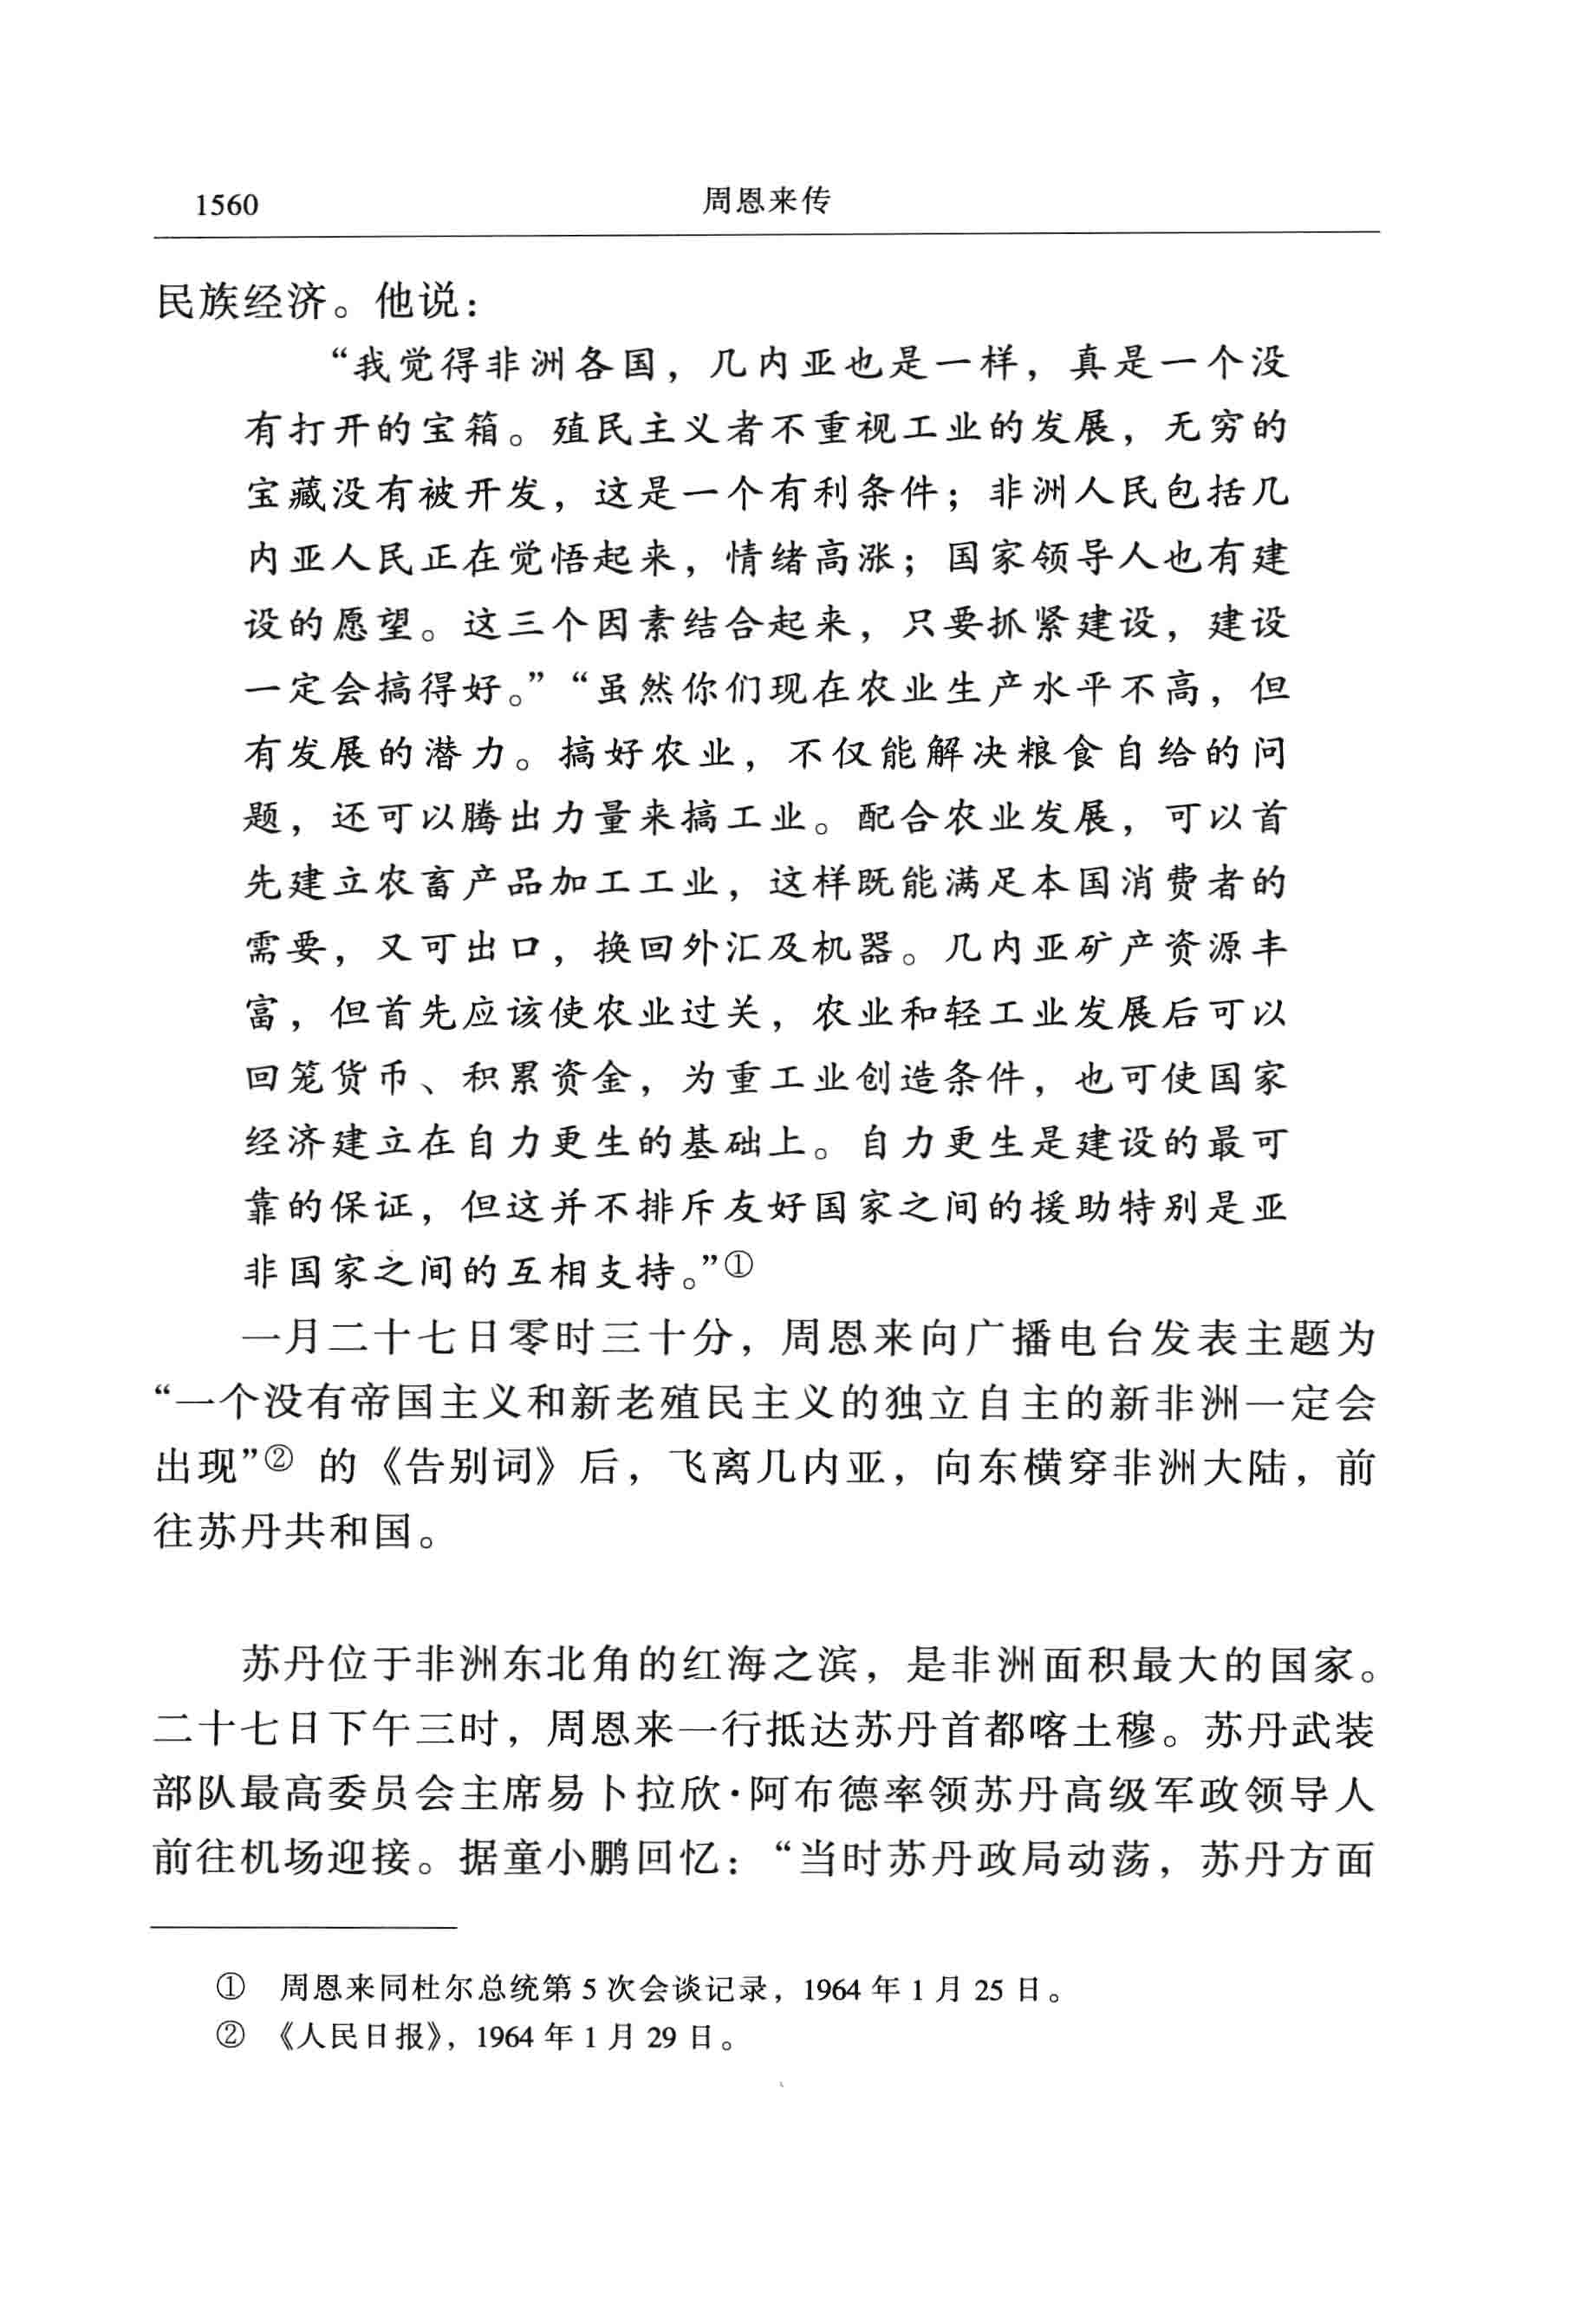 1560
周恩来传
民族经济。他说：
“我觉得非洲各国，几内亚也是一样，真是一个没
有打开的宝箱。殖民主义者不重视工业的发展，无穷的
宝藏没有被开发，这是一个有利条件；非洲人民包括几
内亚人民正在觉悟起来，情绪高涨；国家领导人也有建
设的愿望。这三个因素结合起来，只要抓紧建设，建设
一定会搞得好。”“虽然你们现在农业生产水平不高，但
有发展的潜力。搞好农业，不仅能解决粮食自给的问
题，还可以腾出力量来搞工业。配合农业发展，可以首
先建立农畜产品加工工业，这样既能满足本国消费者的
需要，又可出口，换回外汇及机器。几内亚矿产资源丰
富，但首先应该使农业过关，农业和轻工业发展后可以
回笼货币、积累资金，为重工业创造条件，也可使国家
经济建立在自力更生的基础上。自力更生是建设的最可
靠的保证，但这并不排斥友好国家之间的援助特别是亚
非国家之间的互相支持。”①
一月二十七日零时三十分，周恩来向广播电台发表主题为
“一个没有帝国主义和新老殖民主义的独立自主的新非洲一定会
出现”② 的《告别词》后，飞离几内亚，向东横穿非洲大陆，前
往苏丹共和国。
苏丹位于非洲东北角的红海之滨，是非洲面积最大的国家。
二十七日下午三时，周恩来一行抵达苏丹首都喀土穆。苏丹武装
部队最高委员会主席易卜拉欣·阿布德率领苏丹高级军政领导人
前往机场迎接。据童小鹏回忆：“当时苏丹政局动荡，苏丹方面
① 周恩来同杜尔总统第 5 次会谈记录，1964 年 1 月 25 日。
② 《人民日报》，1964 年 1 月 29 日。